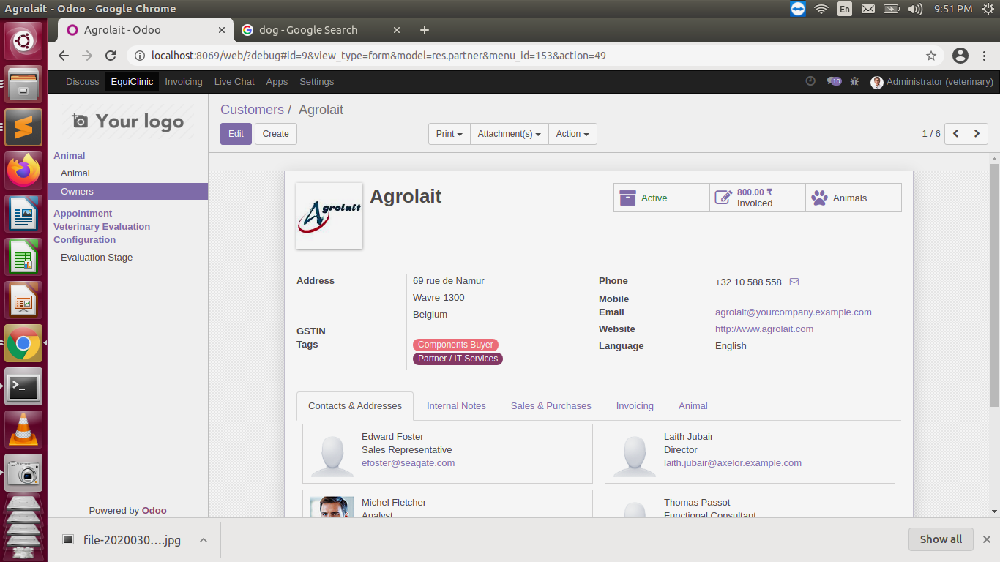 Agrolait - Odoo - Google Chrome
En
9:51 PM
Agrolait - Odoo
dog - Google Search
localhost:8069/web/?debug#id=9&view_type=form&model=res.partner&menu_id=153&action=49
Discuss EquiClinic Invoicing Live Chat Apps Settings
10
Administrator (veterinary)
Your logo
Animal
Animal
Owners
Appointment
Veterinary Evaluation
Configuration
Evaluation Stage
Powered by Odoo
Customers / Agrolait
Edit Create
Print Attachment(s) Action
1 / 6
Agrolait
Agrolait
Active
800.00 ₹
Invoiced
Animals
Address
69 rue de Namur
Wavre 1300
Belgium
GSTIN
Tags
Components Buyer
Partner / IT Services
Phone +32 10 588 558
Mobile
Email agrolait@yourcompany.example.com
Website http://www.agrolait.com
Language English
Contacts & Addresses Internal Notes Sales & Purchases Invoicing Animal
Edward Foster
Sales Representative
efoster@seagate.com
Laith Jubair
Director
laith.jubair@axelor.example.com
Michel Fletcher
Analyst
Thomas Passot
Functional Consultant
file-2020030....jpg
Show all